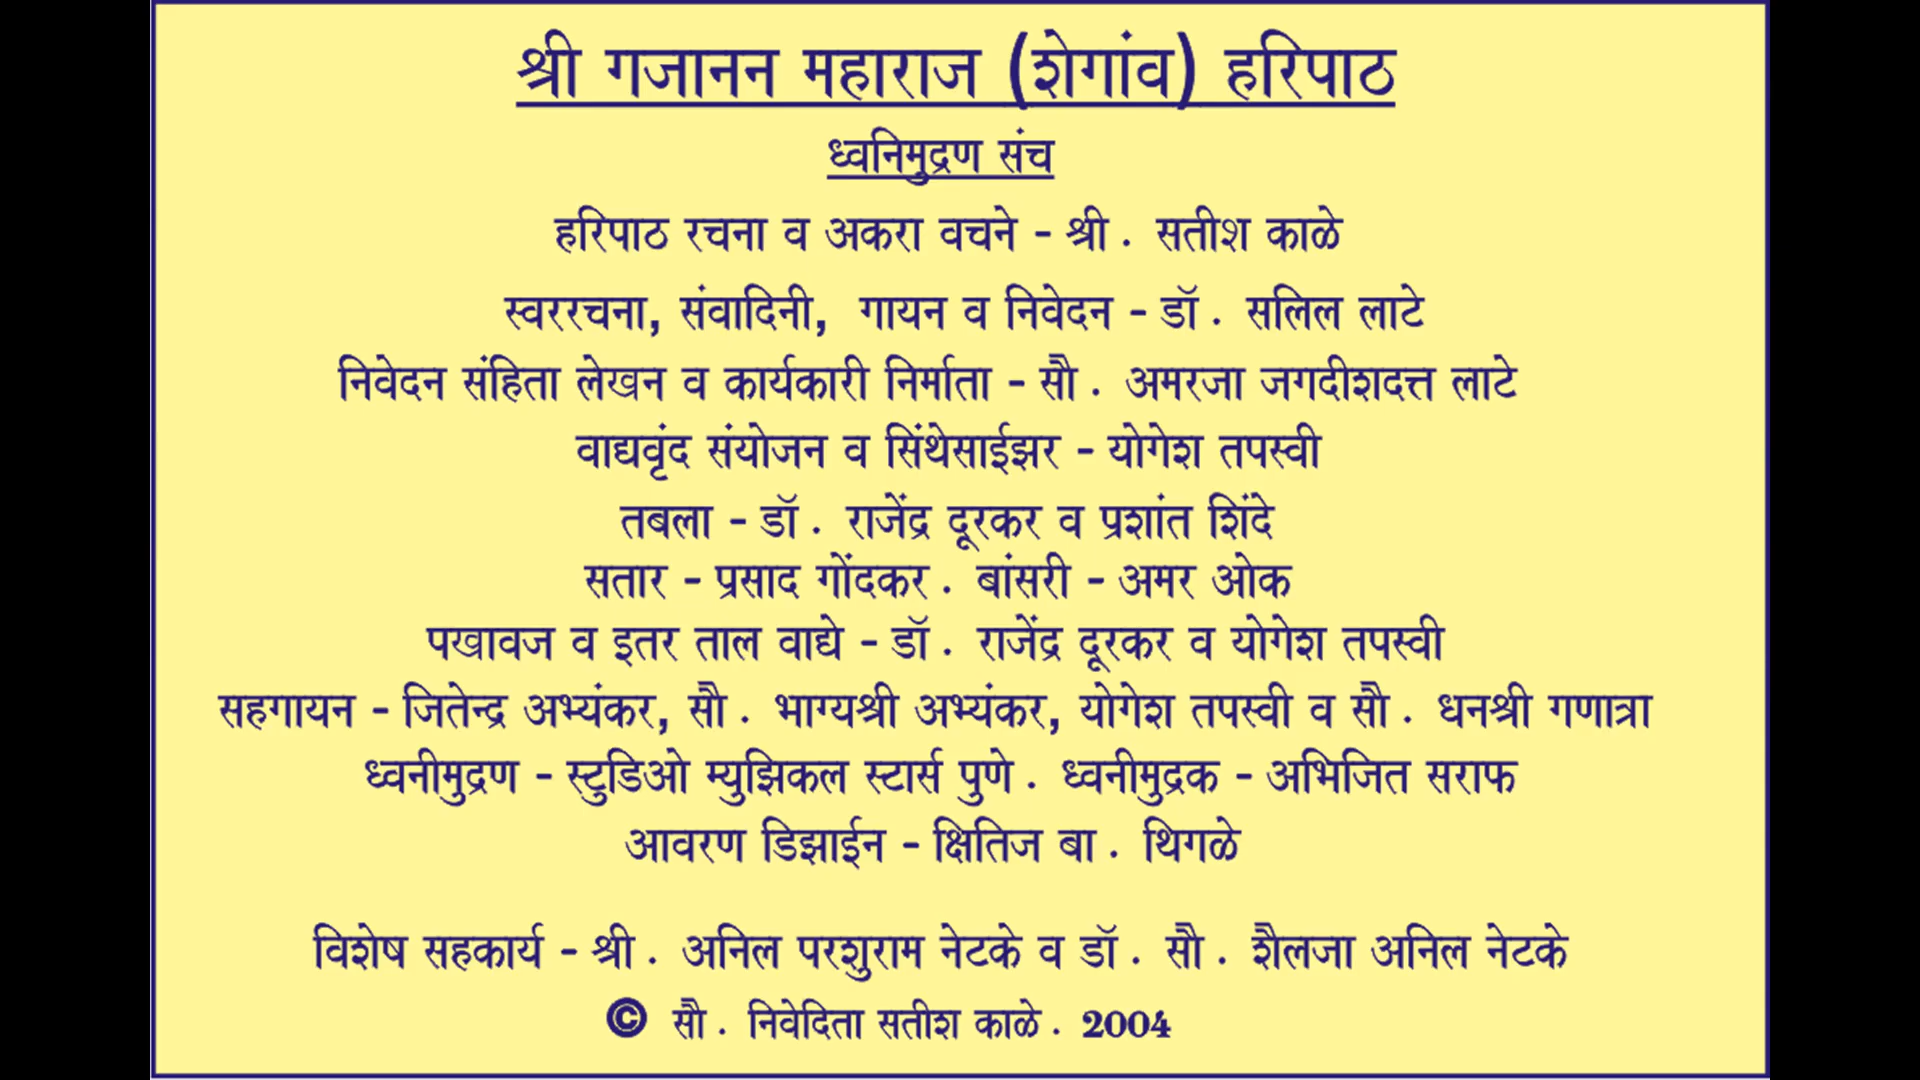 श्री गजानन महाराज (शेगांव) हरिपाठ
ध्वनिमुद्रण संच
हरिपाठ रचना व अकरा वचने - श्री. सतीश काळे
स्वररचना, संवादिनी, गायन व निवेदन - डॉ. सलिल लाटे
निवेदन संहिता लेखन व कार्यकारी निर्माता - सौ. अमरजा जगदीशदत्त लाटे
वाद्यवृंद संयोजन व सिंथेसाईझर - योगेश तपस्वी
तबला - डॉ. राजेंद्र दूरकर व प्रशांत शिंदे
सतार - प्रसाद गोंदकर. बांसरी - अमर ओक
पखावज व इतर ताल वाद्ये - डॉ. राजेंद्र दूरकर व योगेश तपस्वी
सहगायन - जितेन्द्र अभ्यंकर, सौ. भाग्यश्री अभ्यंकर, योगेश तपस्वी व सौ. धनश्री गणात्रा
ध्वनीमुद्रण - स्टुडिओ म्युझिकल स्टार्स पुणे. ध्वनीमुद्रक - अभिजित सराफ
आवरण डिझाईन - क्षितिज बा. थिगळे
विशेष सहकार्य - श्री. अनिल परशुराम नेटके व डॉ. सौ. शैलजा अनिल नेटके
© सौ. निवेदिता सतीश काळे. 2004